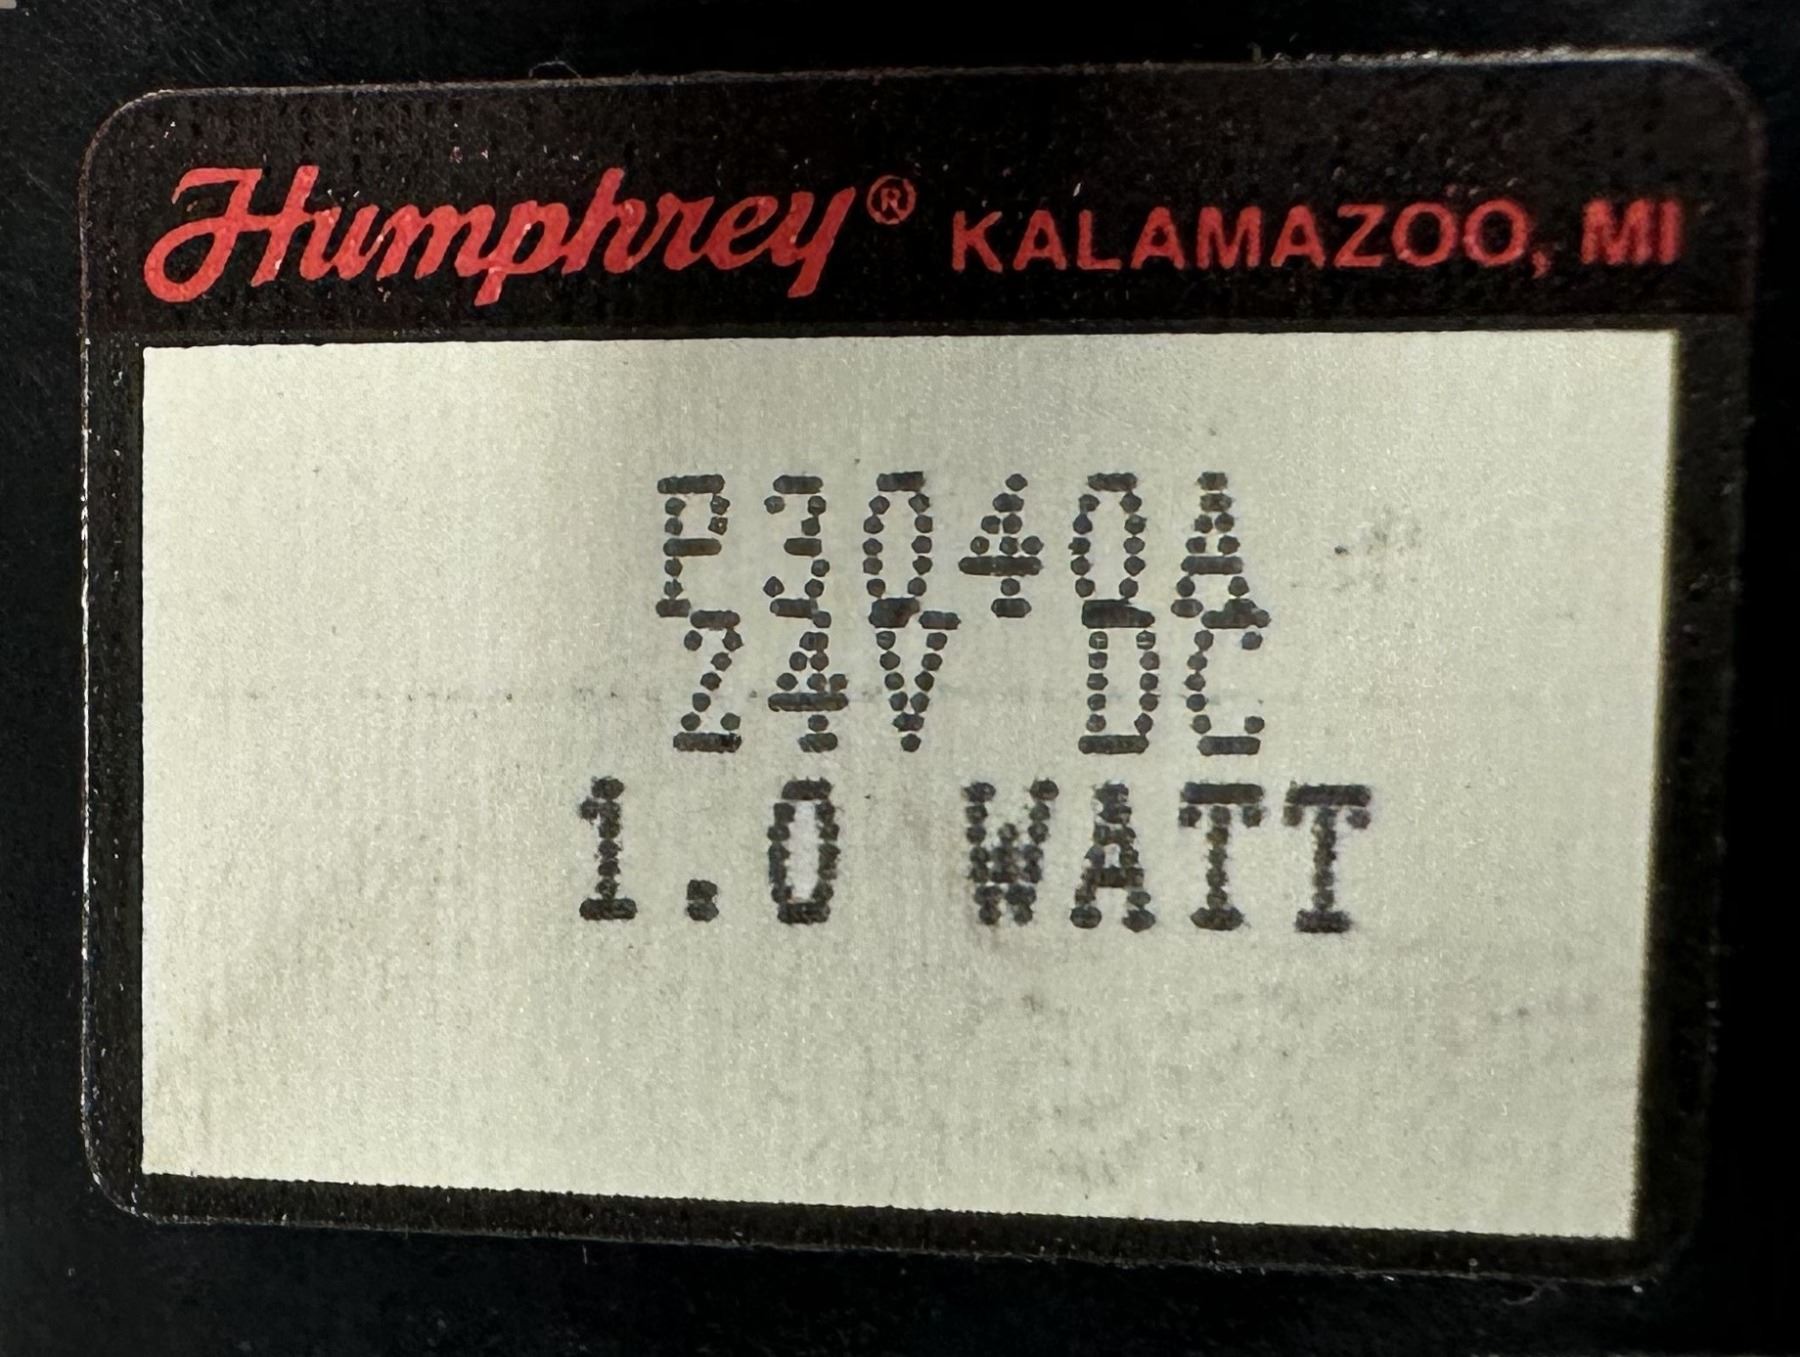 Humphrey® KALAMAZOO, MI
P3040A
24V DC
1.0 WATT